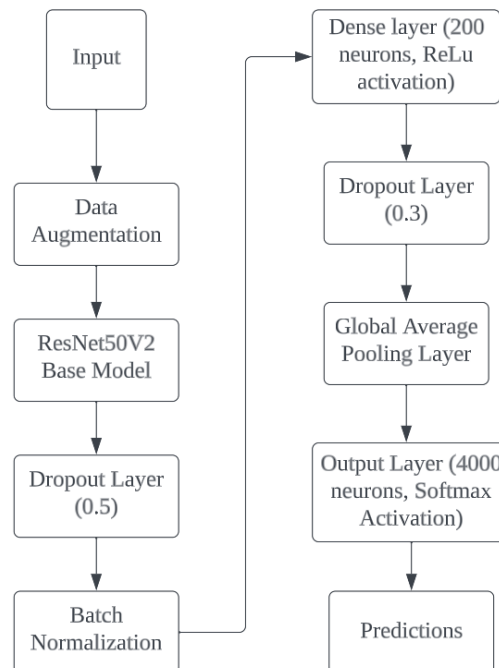 Input
Data
Augmentation
ResNet50V2
Base Model
Dropout Layer
(0.5)
Batch
Normalization
Dense layer (200
neurons, ReLu
activation)
Dropout Layer
(0.3)
Global Average
Pooling Layer
Output Layer (4000
neurons, Softmax
Activation)
Predictions